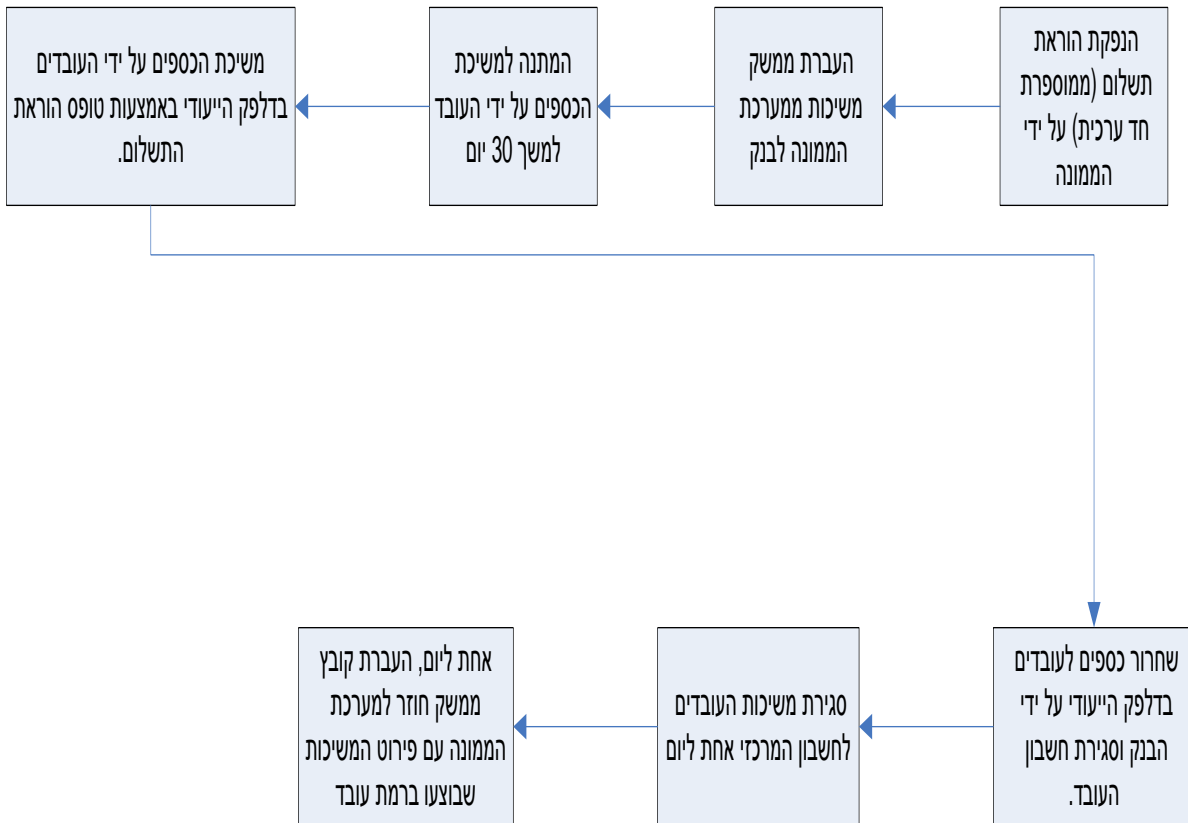 הנפקת הוראת
תשלום (ממוספרת
חד ערכית) על ידי
הממונה
העברת ממשק
משיכות ממערכת
הממונה לבנק
המתנה למשיכת
הכספים על ידי העובד
למשך 30 יום
משיכת הכספים על ידי העובדים
בדלפק הייעודי באמצעות טופס הוראת
התשלום.
שחרור כספים לעובדים
בדלפק הייעודי על ידי
הבנק וסגירת חשבון
העובד.
סגירת משיכות העובדים
לחשבון המרכזי אחת ליום
אחת ליום, העברת קובץ
ממשק חוזר למערכת
הממונה עם פירוט המשיכות
שבוצעו ברמת עובד